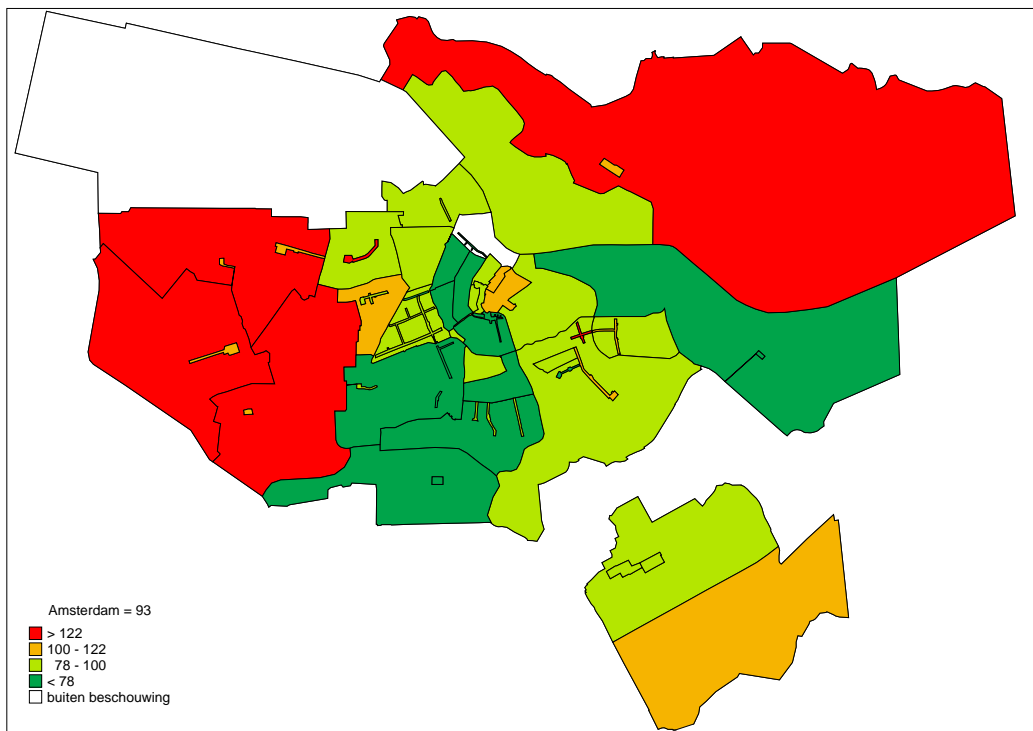 Amsterdam = 93
> 122
100 - 122
78 - 100
< 78
buiten beschouwing